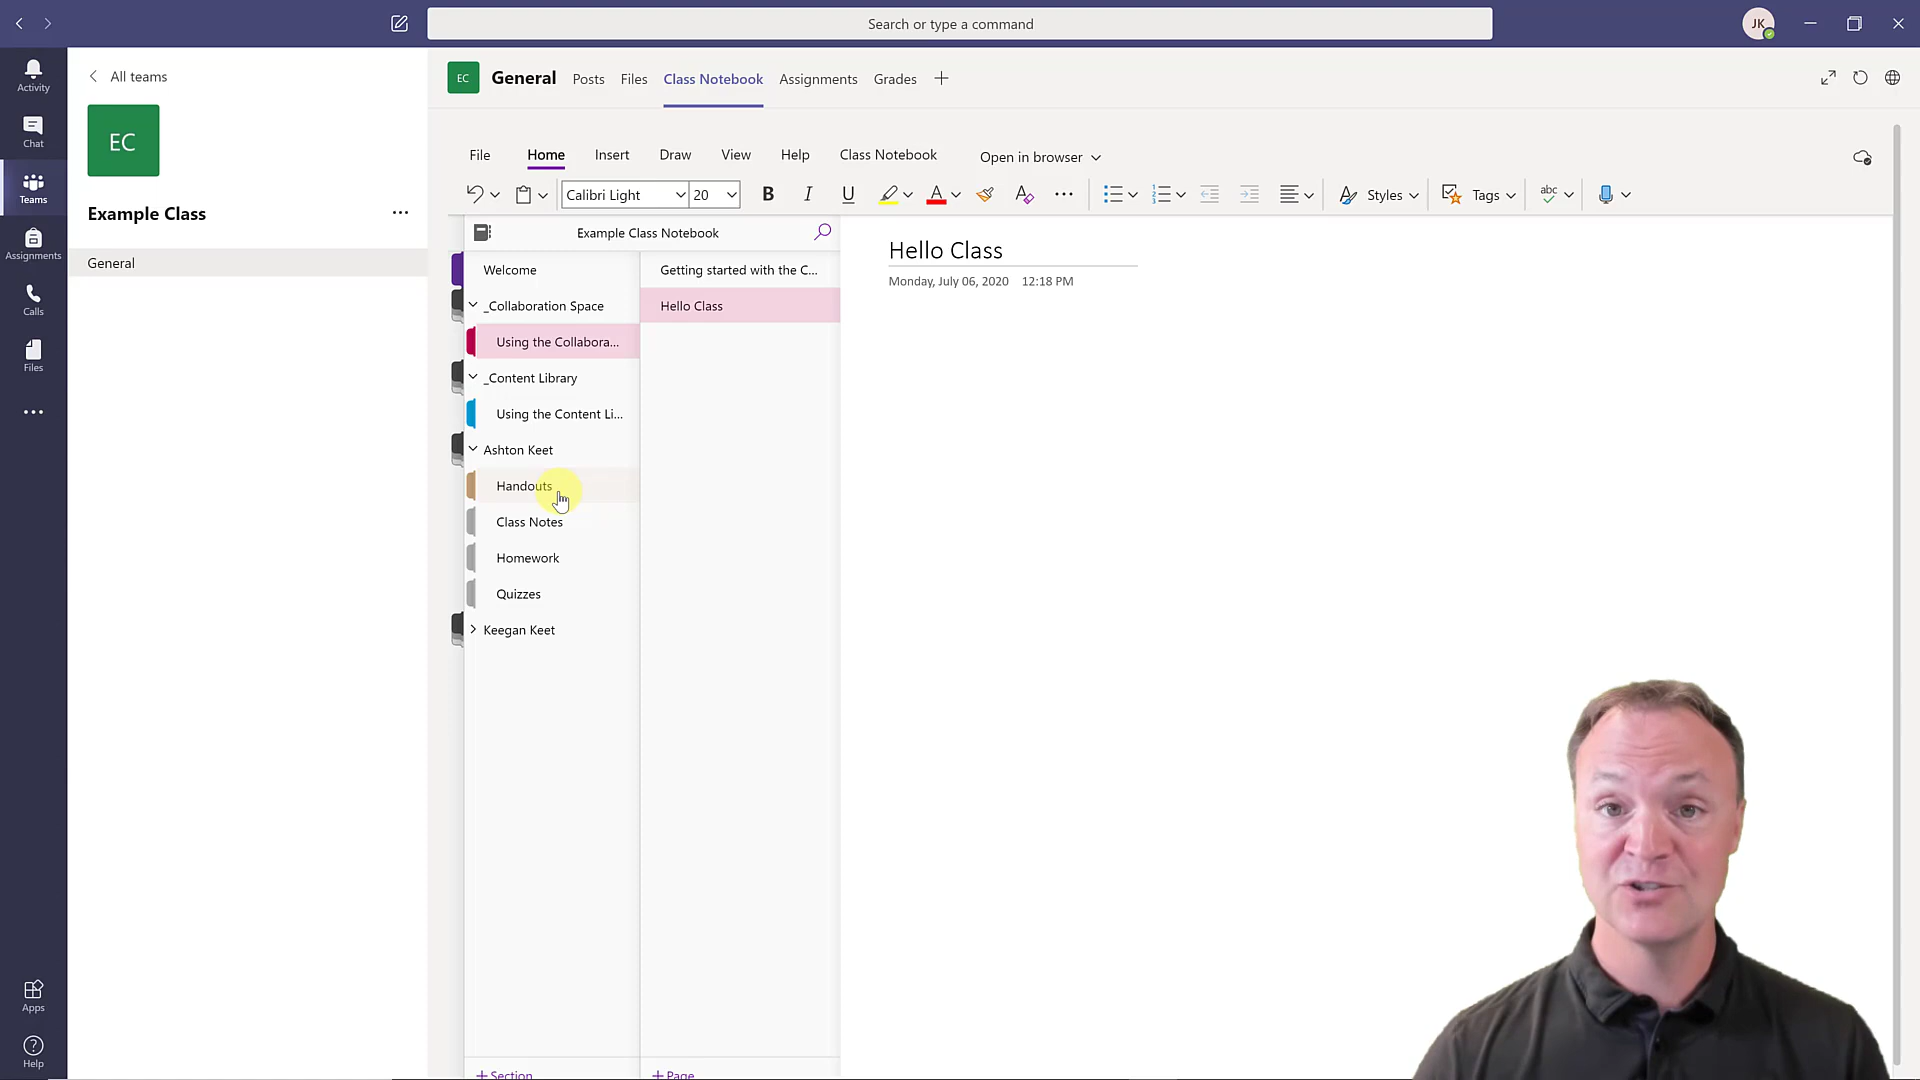 Search or type a command
JK
Activity
Chat
Teams
Assignments
Calls
Files
Apps
Help
All teams
EC
Example Class
General
EC
General
Posts
Files
Class Notebook
Assignments
Grades
File
Home
Insert
Draw
View
Help
Class Notebook
Open in browser
Calibri Light
20
B
I
U
A
A
abc
Styles
Tags
Example Class Notebook
Welcome
_Collaboration Space
Using the Collabora...
_Content Library
Using the Content Li...
Ashton Keet
Handouts
Class Notes
Homework
Quizzes
Keegan Keet
+ Section
Getting started with the C...
Hello Class
+ Page
Hello Class
Monday, July 06, 2020 12:18 PM